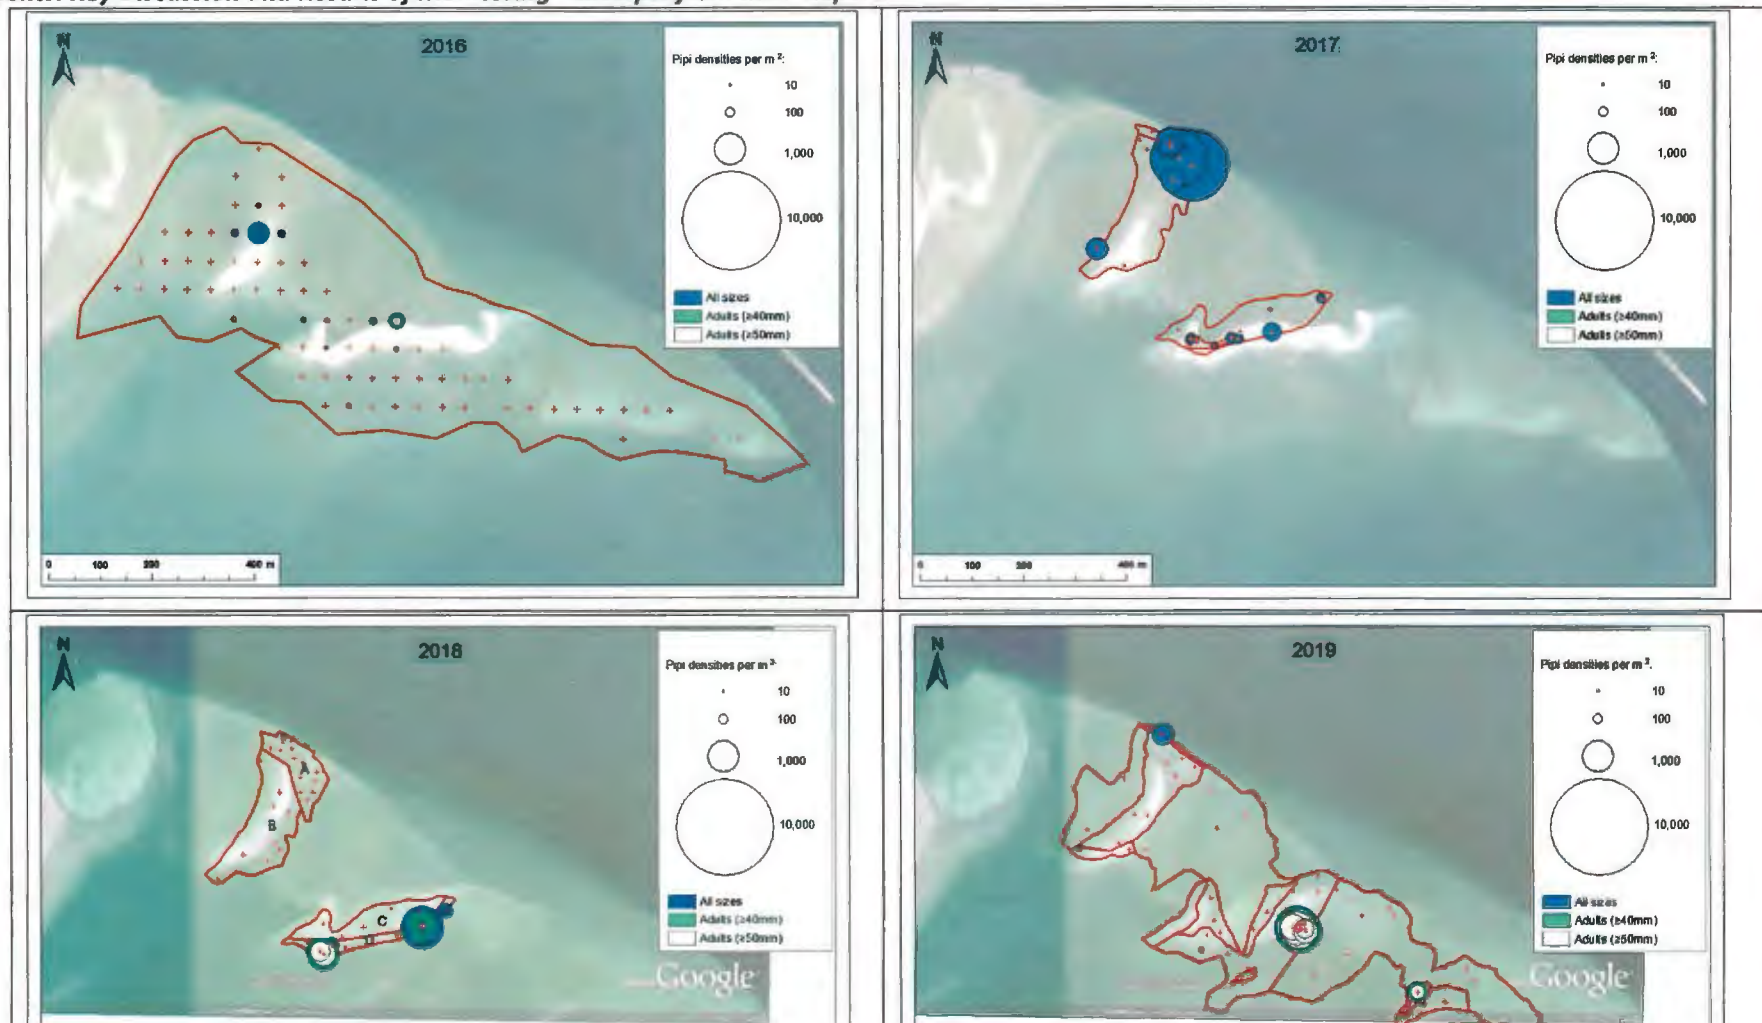 N
2016
Pipi densities per m²:
10
100
1,000
10,000
All sizes
Adults (≥40mm)
Adults (≥50mm)
0 100 200 400 m
N
2017
Pipi densities per m²:
10
100
1,000
10,000
All sizes
Adults (≥40mm)
Adults (≥50mm)
0 100 200 400 m
N
2018
Pipi densities per m²
10
100
1,000
10,000
A
B
C
All sizes
Adults (≥40mm)
Adults (≥50mm)
Google
N
2019
Pipi densities per m²:
10
100
1,000
10,000
All sizes
Adults (≥40mm)
Adults (≥50mm)
Google